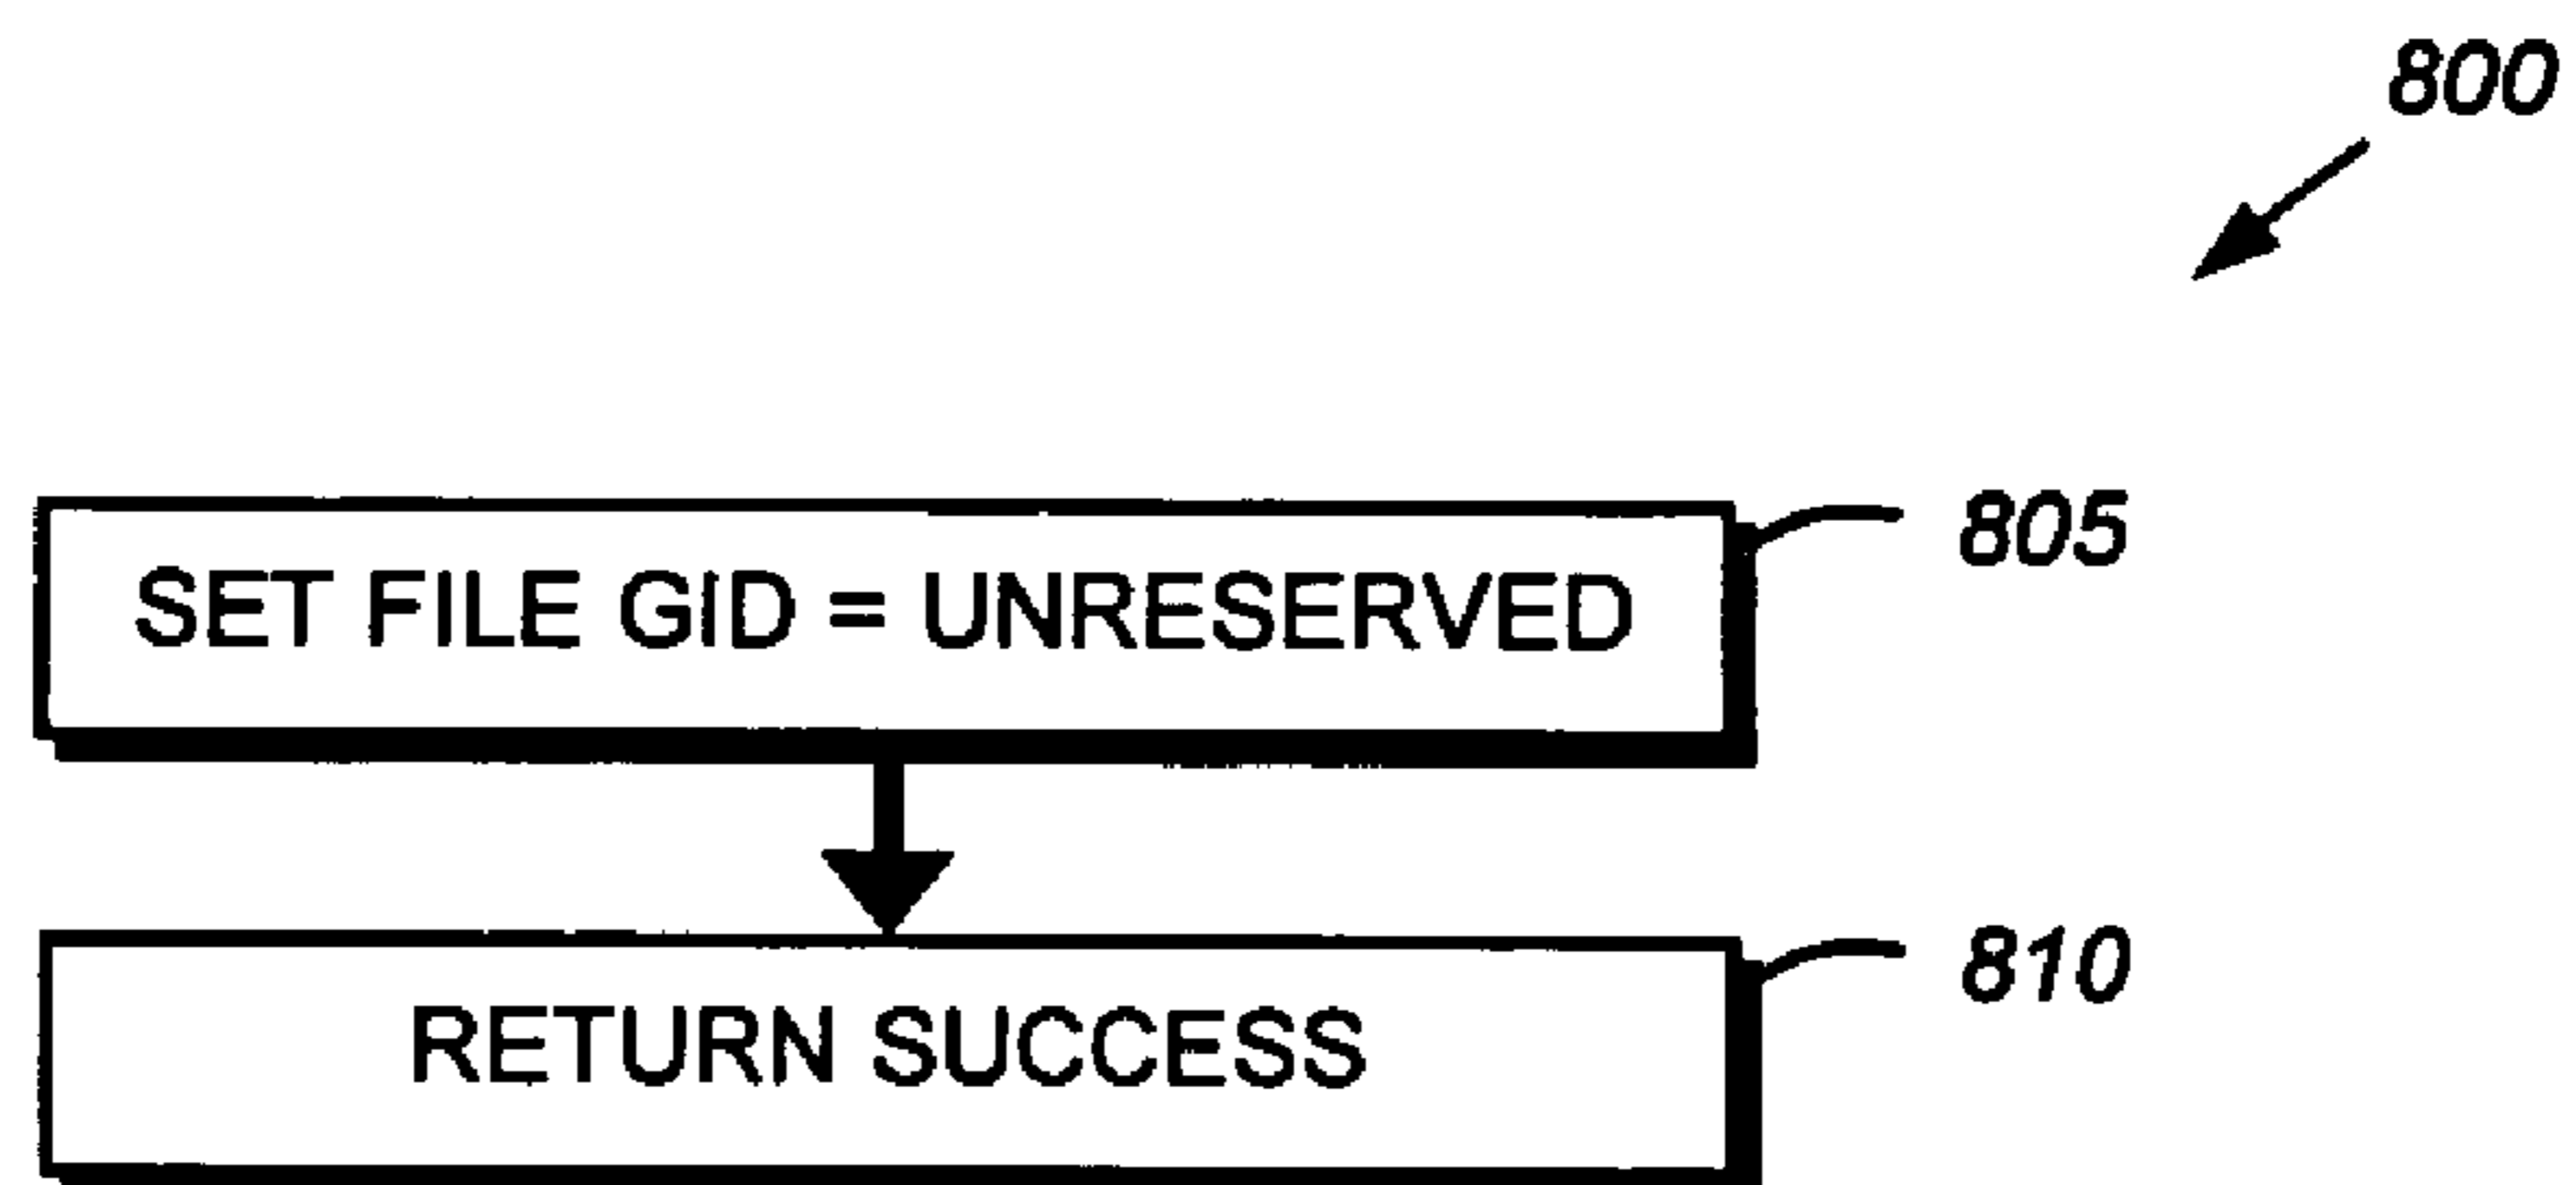 800
SET FILE GID = UNRESERVED
805
RETURN SUCCESS
810